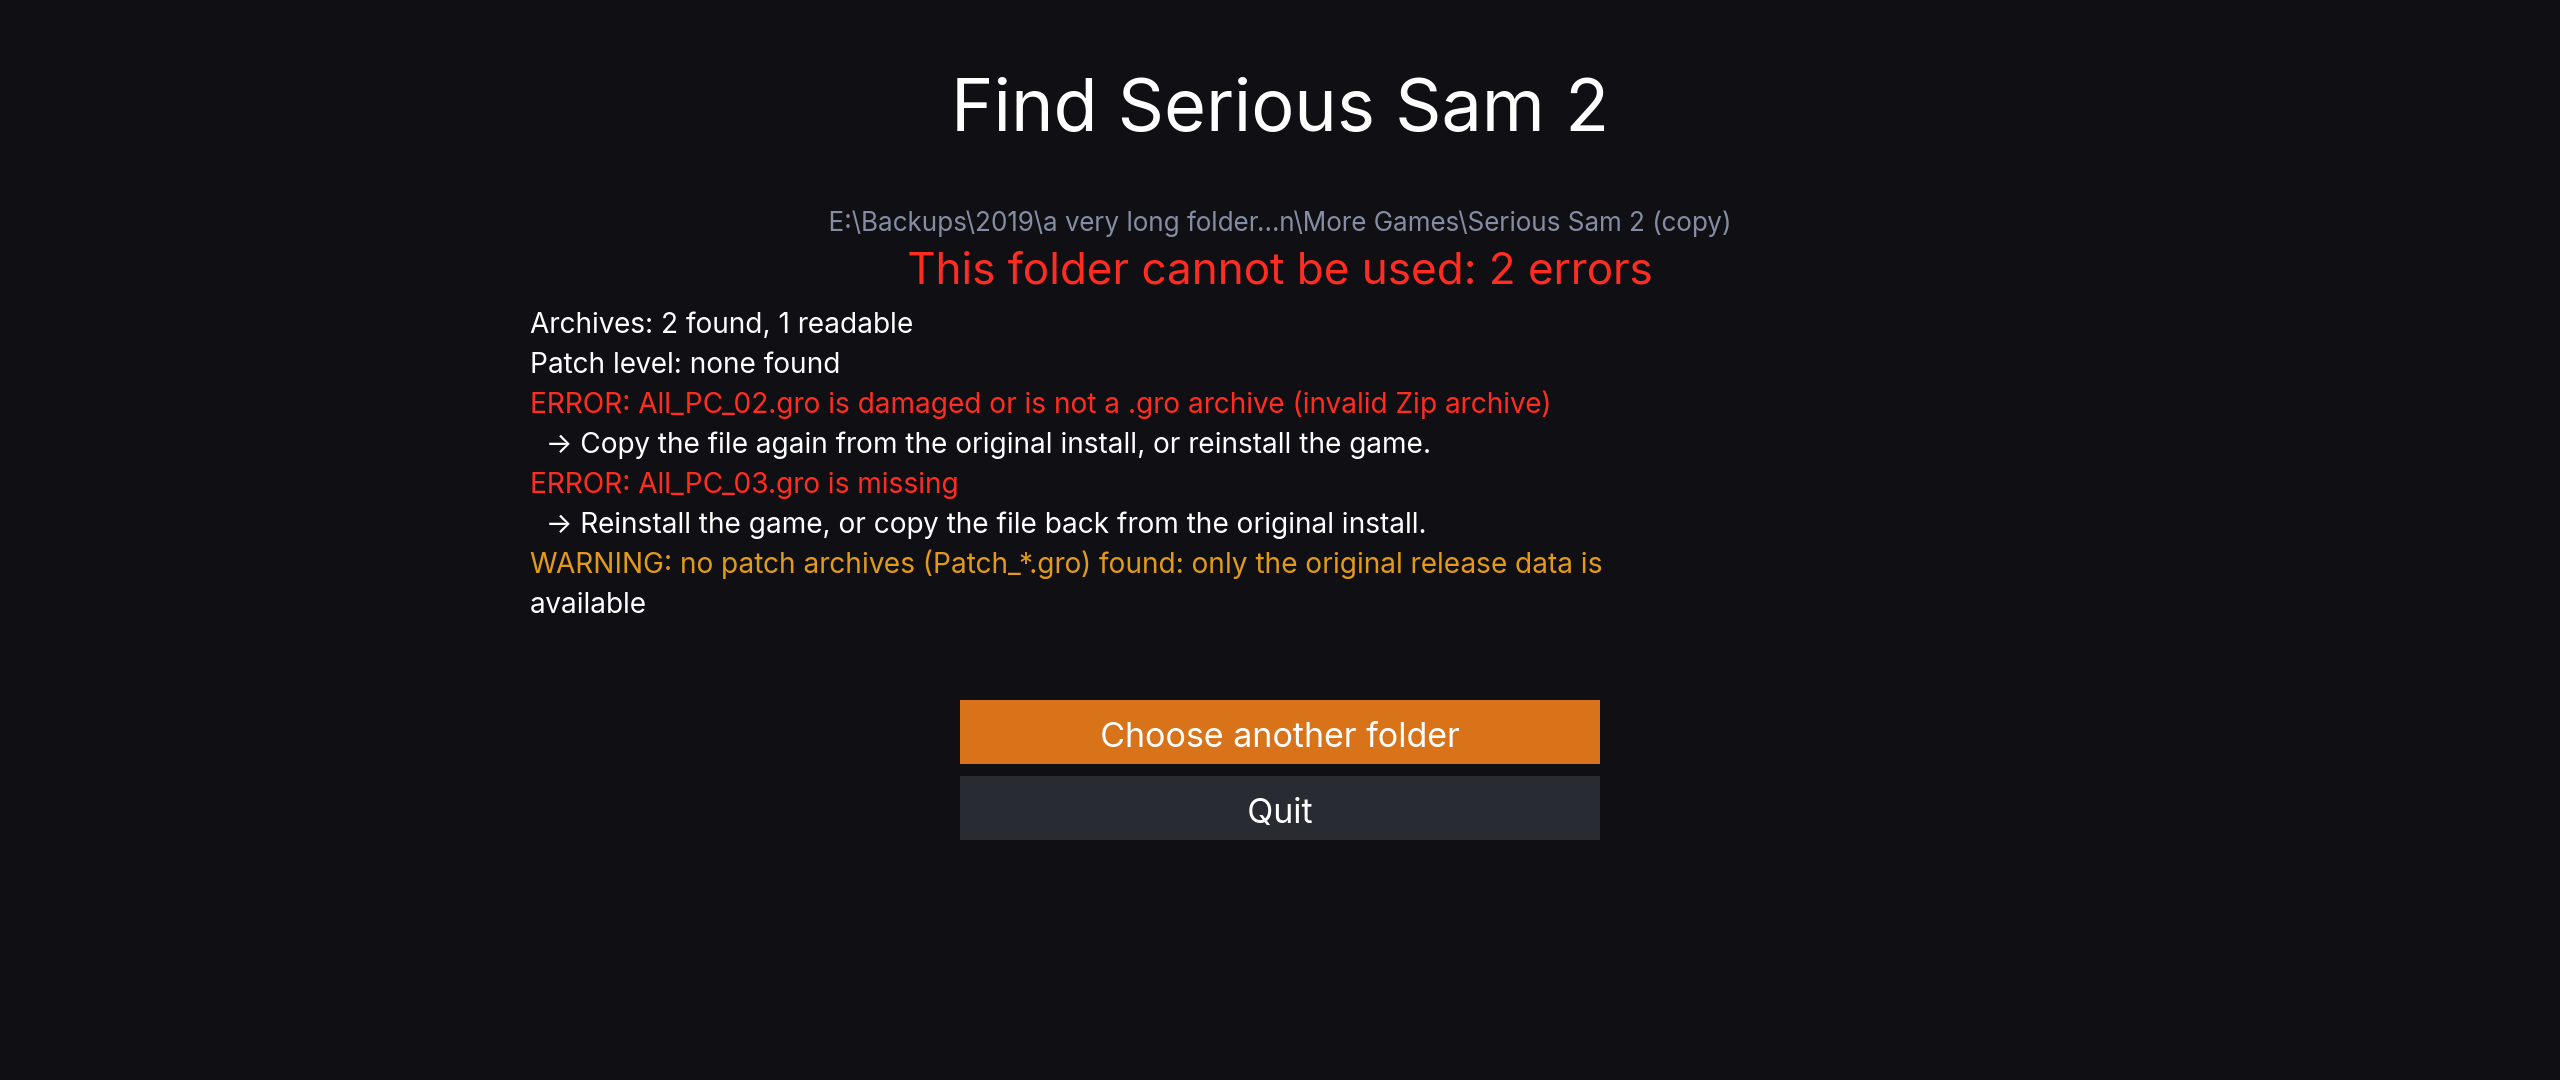 Find Serious Sam 2
E:\Backups\2019\a very long folder...n\More Games\Serious Sam 2 (copy)
This folder cannot be used: 2 errors
Archives: 2 found, 1 readable
Patch level: none found
ERROR: All_PC_02.gro is damaged or is not a .gro archive (invalid Zip archive)
→ Copy the file again from the original install, or reinstall the game.
ERROR: All_PC_03.gro is missing
→ Reinstall the game, or copy the file back from the original install.
WARNING: no patch archives (Patch_*.gro) found: only the original release data is
available
Choose another folder
Quit